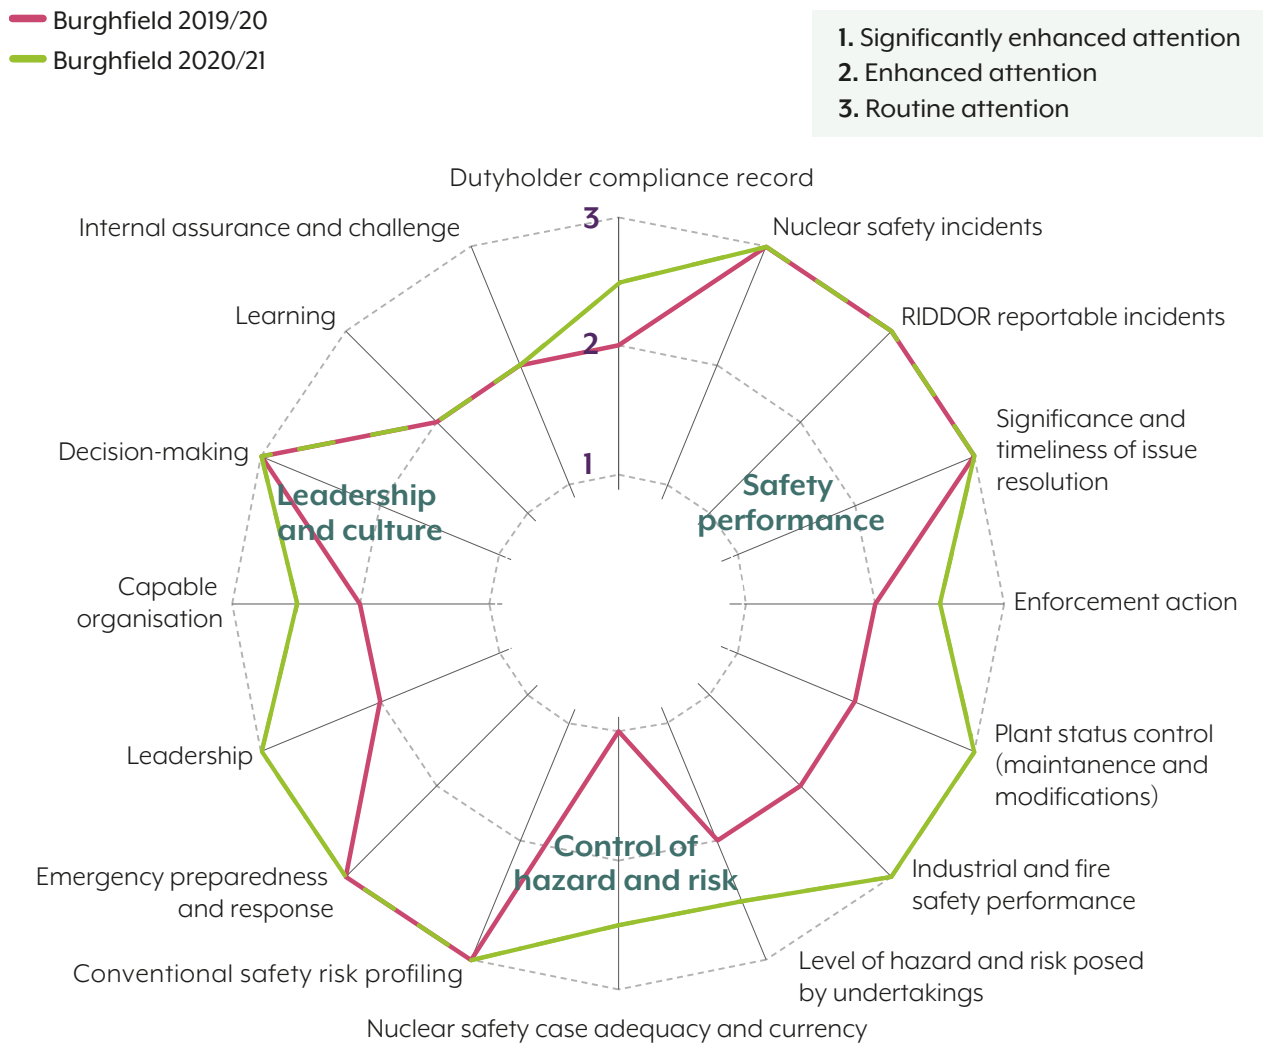 Burghfield 2019/20
Burghfield 2020/21
1. Significantly enhanced attention
2. Enhanced attention
3. Routine attention
Dutyholder compliance record
3
Nuclear safety incidents
Internal assurance and challenge
Learning
RIDDOR reportable incidents
2
Significance and
timeliness of issue
resolution
Decision-making
1
Leadership
and culture
Safety
performance
Capable
organisation
Enforcement action
Plant status control
(maintanence and
modifications)
Leadership
Control of
hazard and risk
Industrial and fire
safety performance
Emergency preparedness
and response
Level of hazard and risk posed
by undertakings
Conventional safety risk profiling
Nuclear safety case adequacy and currency